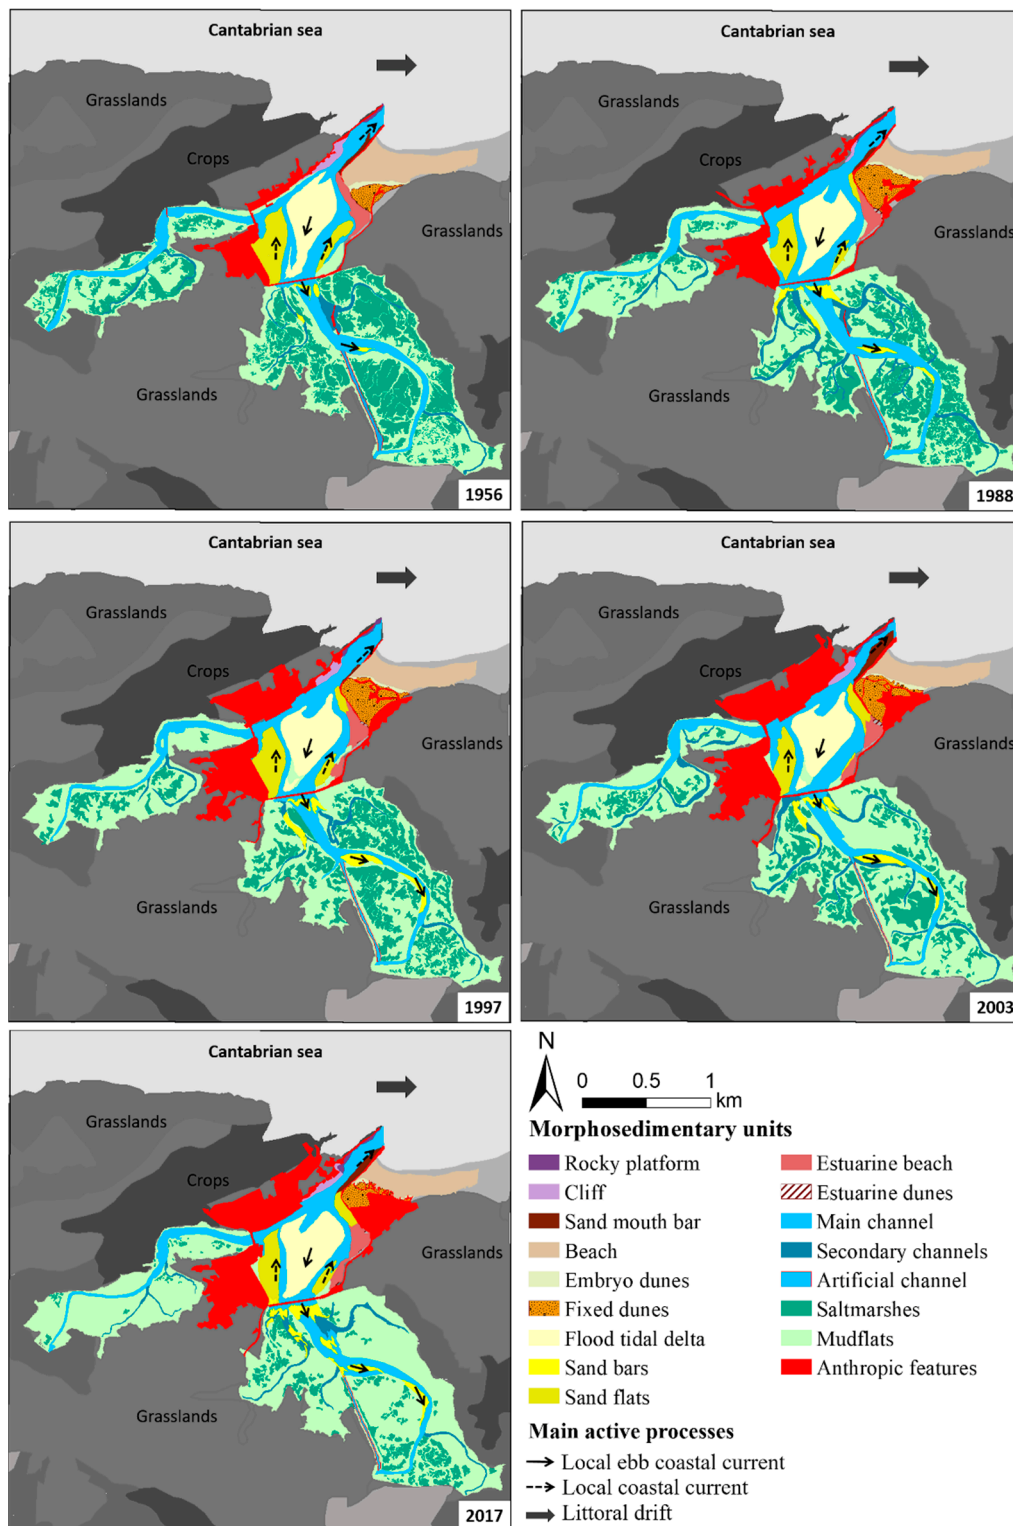 Cantabrian sea
Grasslands
Crops
Grasslands
Grasslands
1956
Cantabrian sea
Grasslands
Crops
Grasslands
Grasslands
1988
Cantabrian sea
Grasslands
Crops
Grasslands
Grasslands
1997
Cantabrian sea
Grasslands
Crops
Grasslands
Grasslands
2003
Cantabrian sea
Grasslands
Crops
Grasslands
Grasslands
2017
N
0 0.5 1
km
Morphosedimentary units
Rocky platform
Cliff
Sand mouth bar
Beach
Embryo dunes
Fixed dunes
Flood tidal delta
Sand bars
Sand flats
Estuarine beach
Estuarine dunes
Main channel
Secondary channels
Artificial channel
Saltmarshes
Mudflats
Anthropic features
Main active processes
Local ebb coastal current
Local coastal current
Littoral drift